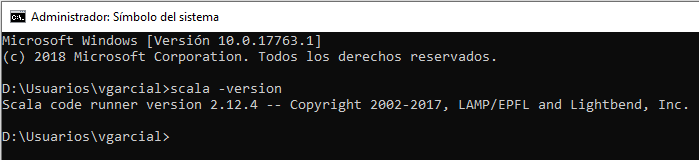 Administrador: Símbolo del sistema
Microsoft Windows [Versión 10.0.17763.1]
(c) 2018 Microsoft Corporation. Todos los derechos reservados.
D:\Usuarios\vgarcial>scala -version
Scala code runner version 2.12.4 -- Copyright 2002-2017, LAMP/EPFL and Lightbend, Inc.
D:\Usuarios\vgarcial>